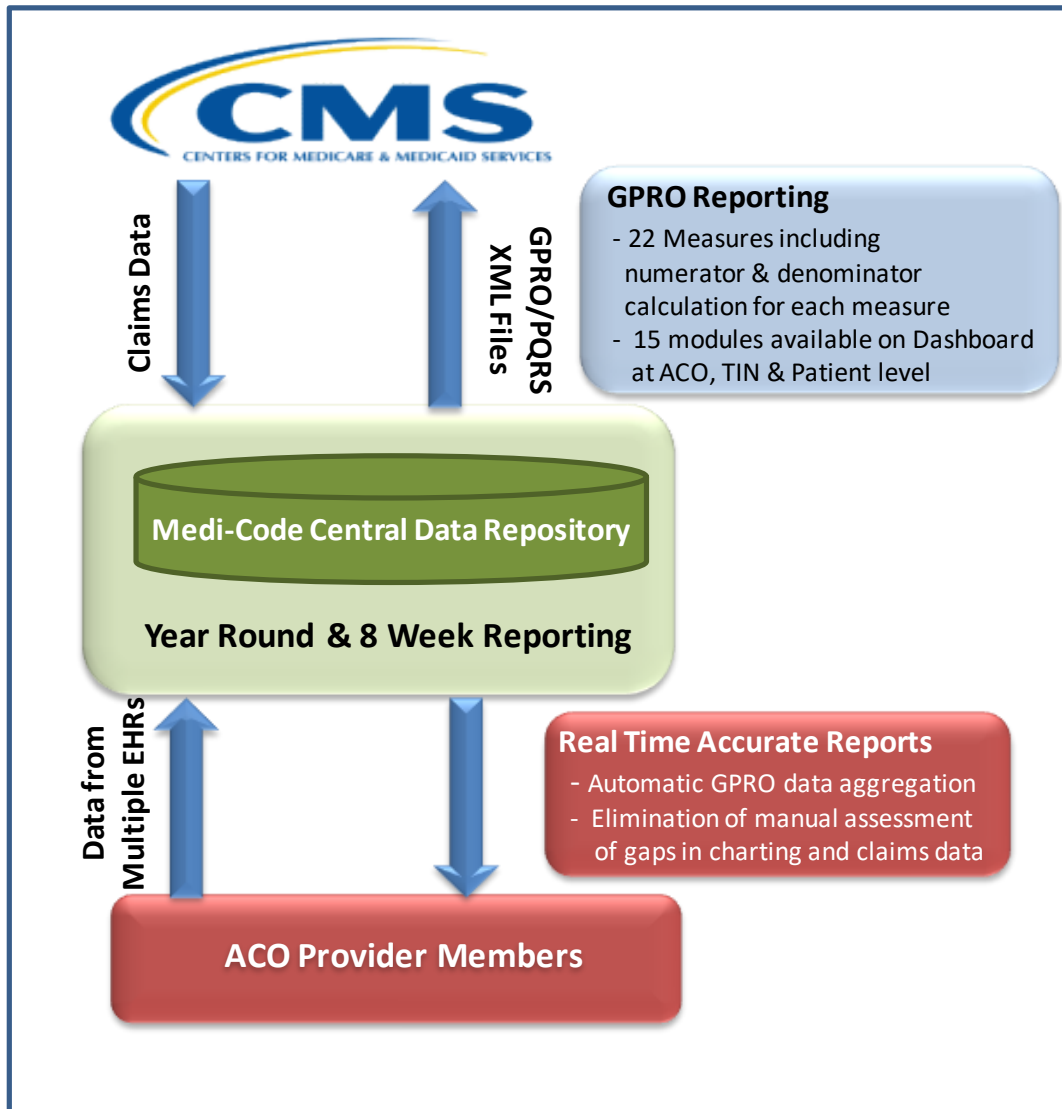 CMS
CENTERS FOR MEDICARE & MEDICAID SERVICES
Claims Data
GPRO/PQRS
XML Files
GPRO Reporting
- 22 Measures including
numerator & denominator
calculation for each measure
- 15 modules available on Dashboard
at ACO, TIN & Patient level
Medi-Code Central Data Repository
Year Round & 8 Week Reporting
Data from
Multiple EHRs
Real Time Accurate Reports
- Automatic GPRO data aggregation
- Elimination of manual assessment
of gaps in charting and claims data
ACO Provider Members